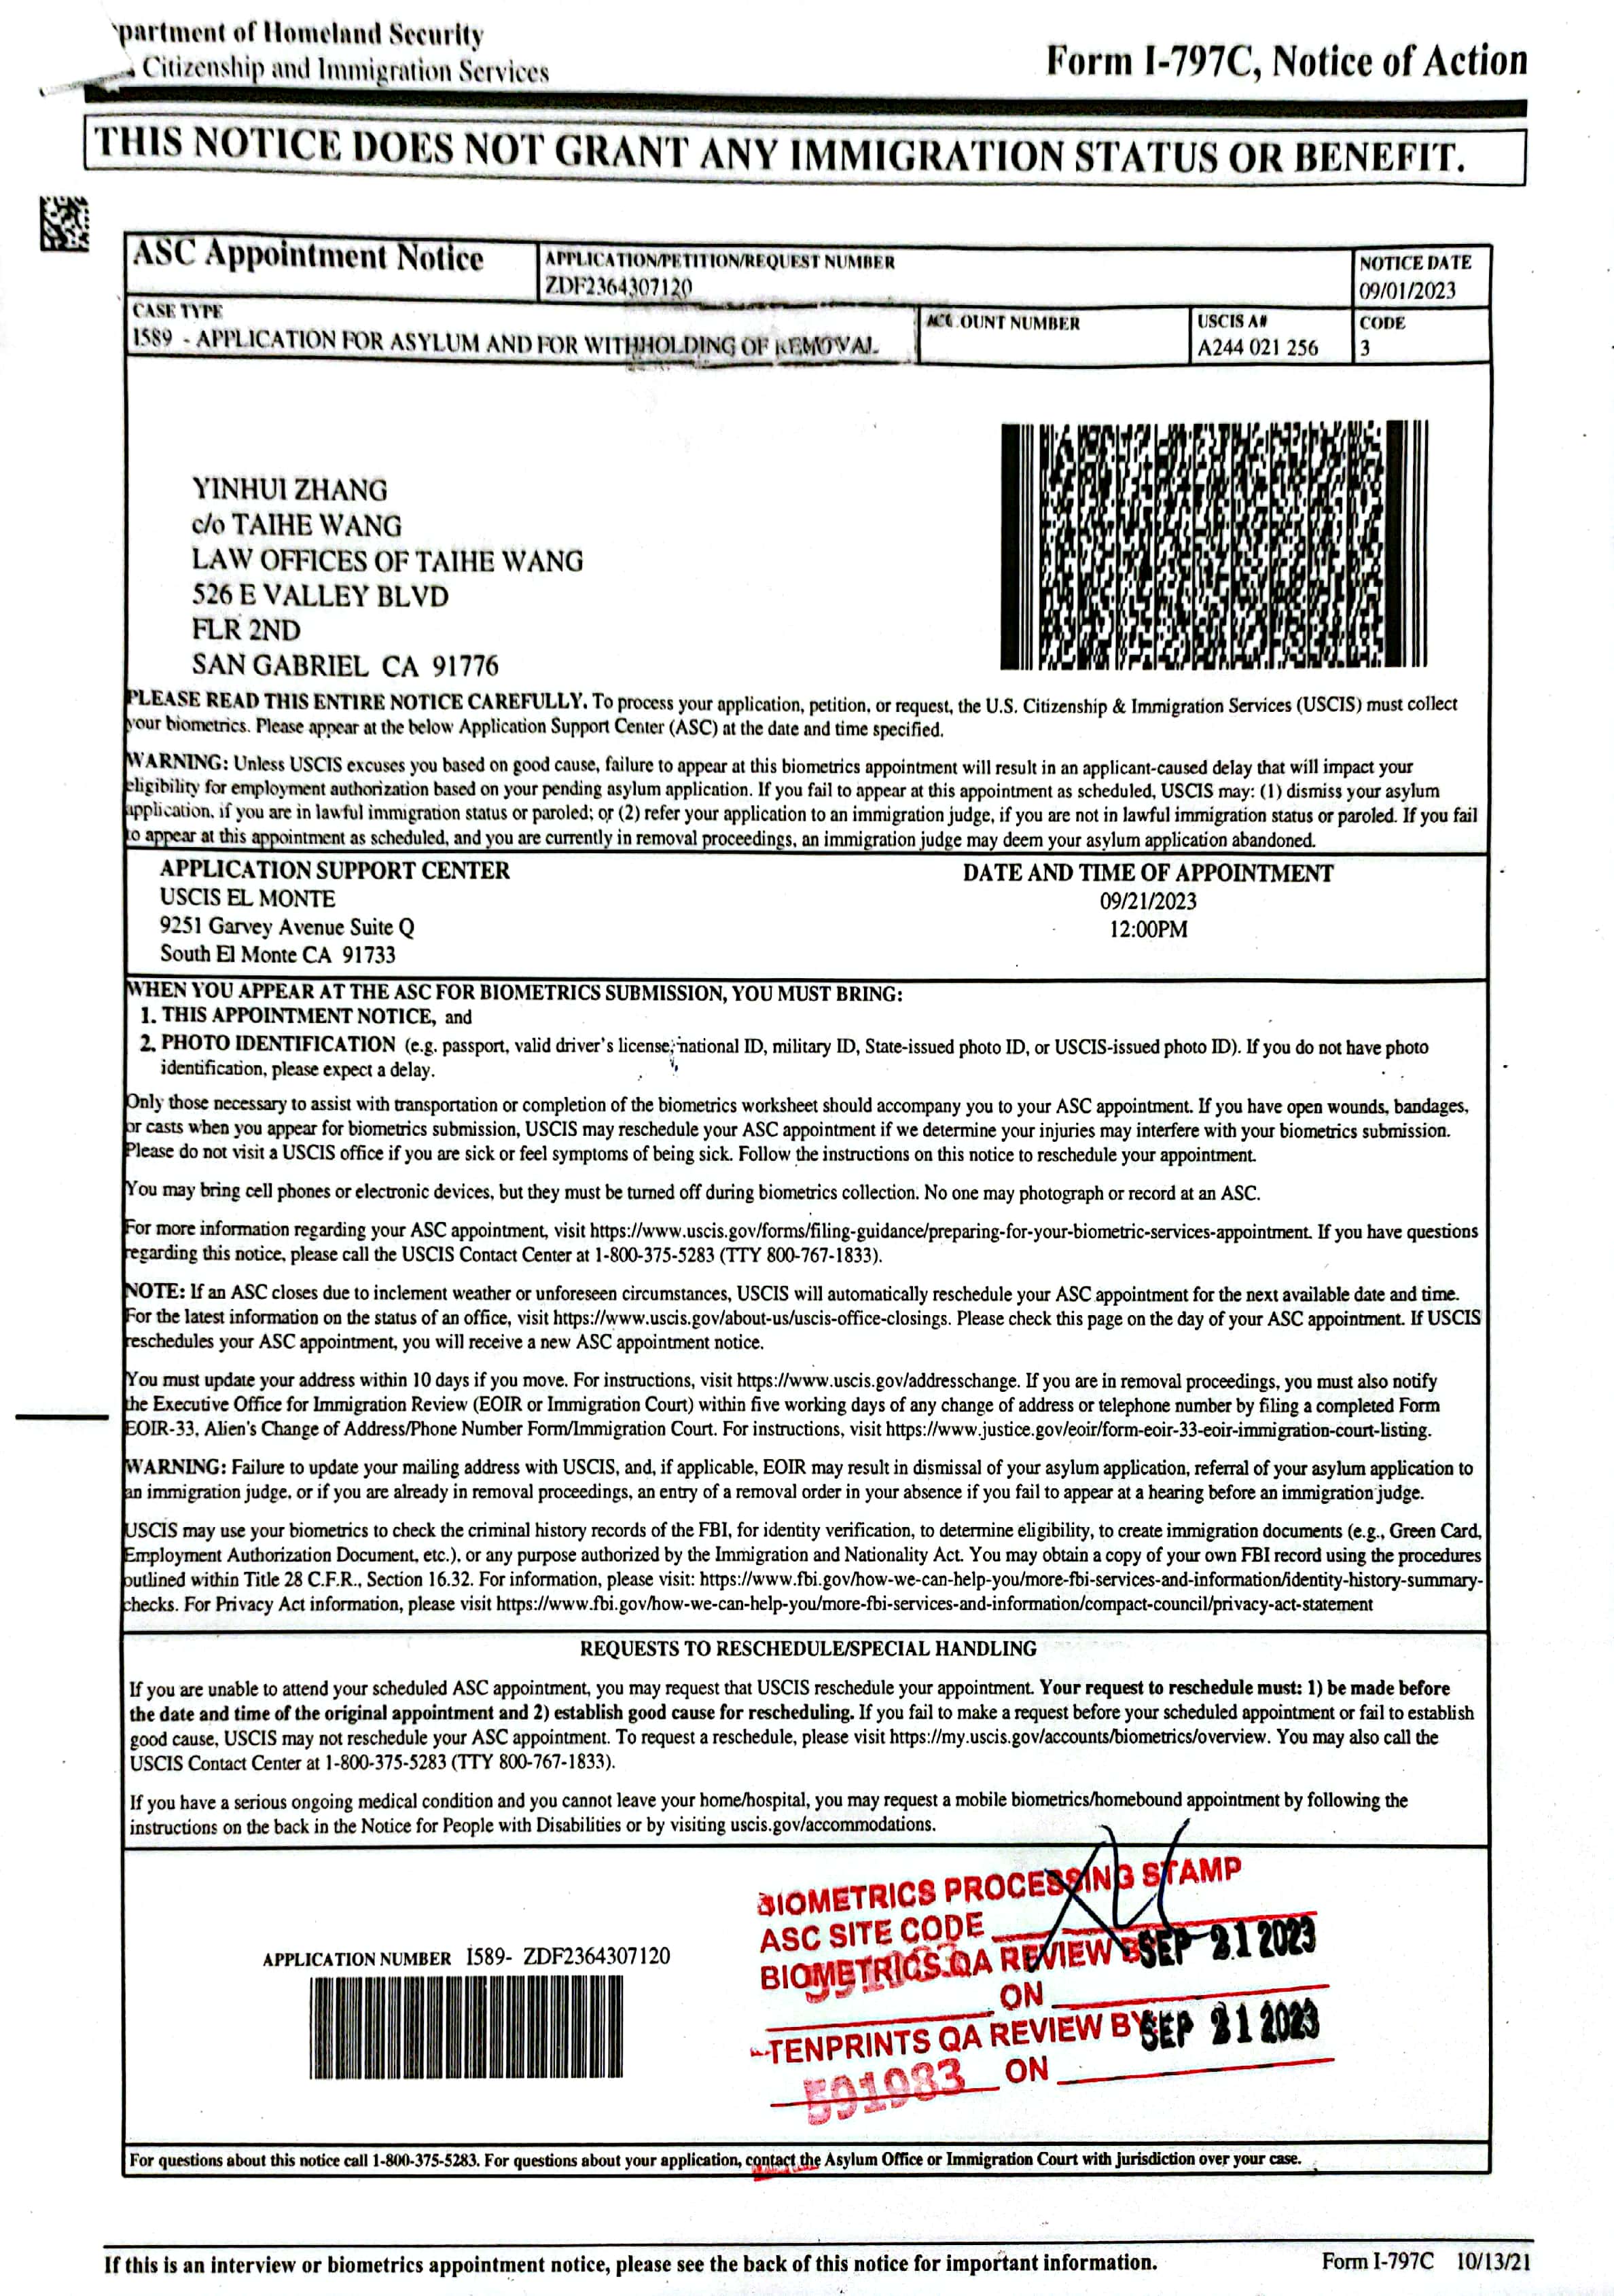 partment of Homeland Security
Citizenship and Immigration Services
Form I-797C, Notice of Action
THIS NOTICE DOES NOT GRANT ANY IMMIGRATION STATUS OR BENEFIT.
ASC Appointment Notice
APPLICATION/PETITION/REQUEST NUMBER
ZDF2364307120
NOTICE DATE
09/01/2023
CASE TYPE
I589 - APPLICATION FOR ASYLUM AND FOR WITHHOLDING OF REMOVAL
ACCOUNT NUMBER
USCIS A#
A244 021 256
CODE
3
YINHUI ZHANG
c/o TAIHE WANG
LAW OFFICES OF TAIHE WANG
526 E VALLEY BLVD
FLR 2ND
SAN GABRIEL CA 91776
PLEASE READ THIS ENTIRE NOTICE CAREFULLY. To process your application, petition, or request, the U.S. Citizenship & Immigration Services (USCIS) must collect
your biometrics. Please appear at the below Application Support Center (ASC) at the date and time specified.
WARNING: Unless USCIS excuses you based on good cause, failure to appear at this biometrics appointment will result in an applicant-caused delay that will impact your
eligibility for employment authorization based on your pending asylum application. If you fail to appear at this appointment as scheduled, USCIS may: (1) dismiss your asylum
application, if you are in lawful immigration status or paroled; or (2) refer your application to an immigration judge, if you are not in lawful immigration status or paroled. If you fail
to appear at this appointment as scheduled, and you are currently in removal proceedings, an immigration judge may deem your asylum application abandoned.
APPLICATION SUPPORT CENTER
USCIS EL MONTE
9251 Garvey Avenue Suite Q
South El Monte CA 91733
DATE AND TIME OF APPOINTMENT
09/21/2023
12:00PM
WHEN YOU APPEAR AT THE ASC FOR BIOMETRICS SUBMISSION, YOU MUST BRING:
1. THIS APPOINTMENT NOTICE, and
2. PHOTO IDENTIFICATION (e.g. passport, valid driver's license, national ID, military ID, State-issued photo ID, or USCIS-issued photo ID). If you do not have photo
identification, please expect a delay.
Only those necessary to assist with transportation or completion of the biometrics worksheet should accompany you to your ASC appointment. If you have open wounds, bandages,
or casts when you appear for biometrics submission, USCIS may reschedule your ASC appointment if we determine your injuries may interfere with your biometrics submission.
Please do not visit a USCIS office if you are sick or feel symptoms of being sick. Follow the instructions on this notice to reschedule your appointment.
You may bring cell phones or electronic devices, but they must be turned off during biometrics collection. No one may photograph or record at an ASC.
For more information regarding your ASC appointment, visit https://www.uscis.gov/forms/filing-guidance/preparing-for-your-biometric-services-appointment. If you have questions
regarding this notice, please call the USCIS Contact Center at 1-800-375-5283 (TTY 800-767-1833).
NOTE: If an ASC closes due to inclement weather or unforeseen circumstances, USCIS will automatically reschedule your ASC appointment for the next available date and time.
For the latest information on the status of an office, visit https://www.uscis.gov/about-us/uscis-office-closings. Please check this page on the day of your ASC appointment. If USCIS
reschedules your ASC appointment, you will receive a new ASC appointment notice.
You must update your address within 10 days if you move. For instructions, visit https://www.uscis.gov/addresschange. If you are in removal proceedings, you must also notify
the Executive Office for Immigration Review (EOIR or Immigration Court) within five working days of any change of address or telephone number by filing a completed Form
EOIR-33, Alien's Change of Address/Phone Number Form/Immigration Court. For instructions, visit https://www.justice.gov/eoir/form-eoir-33-eoir-immigration-court-listing.
WARNING: Failure to update your mailing address with USCIS, and, if applicable, EOIR may result in dismissal of your asylum application, referral of your asylum application to
an immigration judge, or if you are already in removal proceedings, an entry of a removal order in your absence if you fail to appear at a hearing before an immigration judge.
USCIS may use your biometrics to check the criminal history records of the FBI, for identity verification, to determine eligibility, to create immigration documents (e.g., Green Card,
Employment Authorization Document, etc.), or any purpose authorized by the Immigration and Nationality Act. You may obtain a copy of your own FBI record using the procedures
outlined within Title 28 C.F.R., Section 16.32. For information, please visit: https://www.fbi.gov/how-we-can-help-you/more-fbi-services-and-information/identity-history-summary-
checks. For Privacy Act information, please visit https://www.fbi.gov/how-we-can-help-you/more-fbi-services-and-information/compact-council/privacy-act-statement
REQUESTS TO RESCHEDULE/SPECIAL HANDLING
If you are unable to attend your scheduled ASC appointment, you may request that USCIS reschedule your appointment. Your request to reschedule must: 1) be made before
the date and time of the original appointment and 2) establish good cause for rescheduling. If you fail to make a request before your scheduled appointment or fail to establish
good cause, USCIS may not reschedule your ASC appointment. To request a reschedule, please visit https://my.uscis.gov/accounts/biometrics/overview. You may also call the
USCIS Contact Center at 1-800-375-5283 (TTY 800-767-1833).
If you have a serious ongoing medical condition and you cannot leave your home/hospital, you may request a mobile biometrics/homebound appointment by following the
instructions on the back in the Notice for People with Disabilities or by visiting uscis.gov/accommodations.
APPLICATION NUMBER I589- ZDF2364307120
BIOMETRICS PROCESSING STAMP
ASC SITE CODE
BIOMETRICS QA REVIEW B SEP 21 2023
ON
TENPRINTS QA REVIEW BY SEP 21 2023
591983 ON
For questions about this notice call 1-800-375-5283. For questions about your application, contact the Asylum Office or Immigration Court with jurisdiction over your case.
If this is an interview or biometrics appointment notice, please see the back of this notice for important information.
Form I-797C 10/13/21